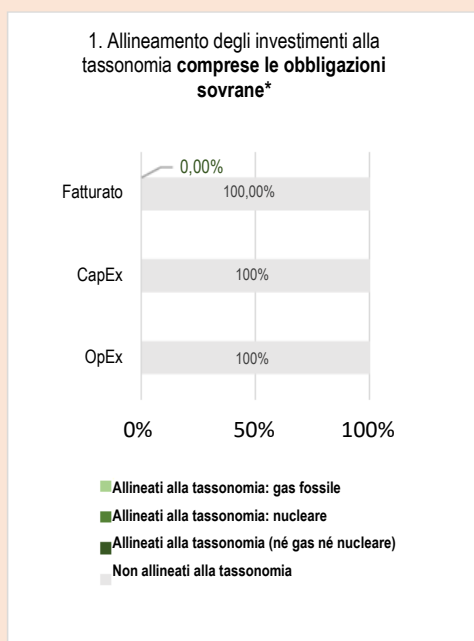 1. Allineamento degli investimenti alla
tassonomia comprese le obbligazioni
sovrane*
0,00%
Fatturato 100,00%
CapEx 100%
OpEx 100%
0% 50% 100%
Allineati alla tassonomia: gas fossile
Allineati alla tassonomia: nucleare
Allineati alla tassonomia (né gas né nucleare)
Non allineati alla tassonomia